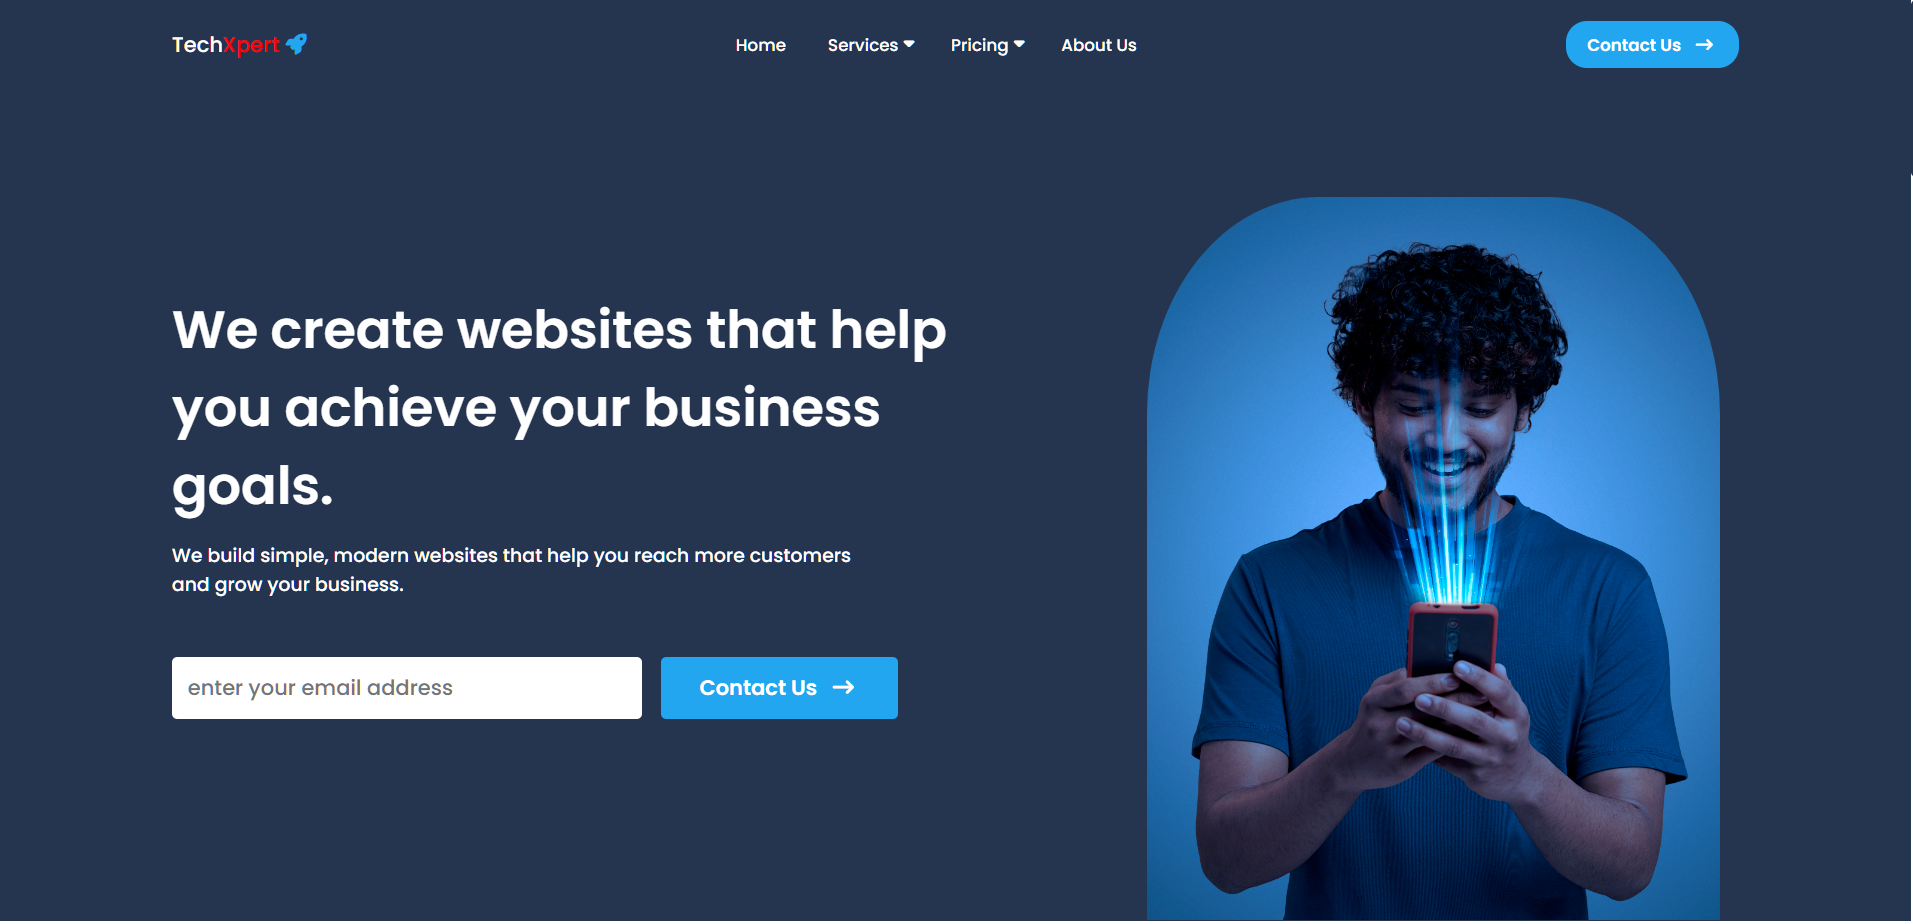 TechXpert
Home
Services
Pricing
About Us
Contact Us
We create websites that help
you achieve your business
goals.
We build simple, modern websites that help you reach more customers
and grow your business.
enter your email address
Contact Us